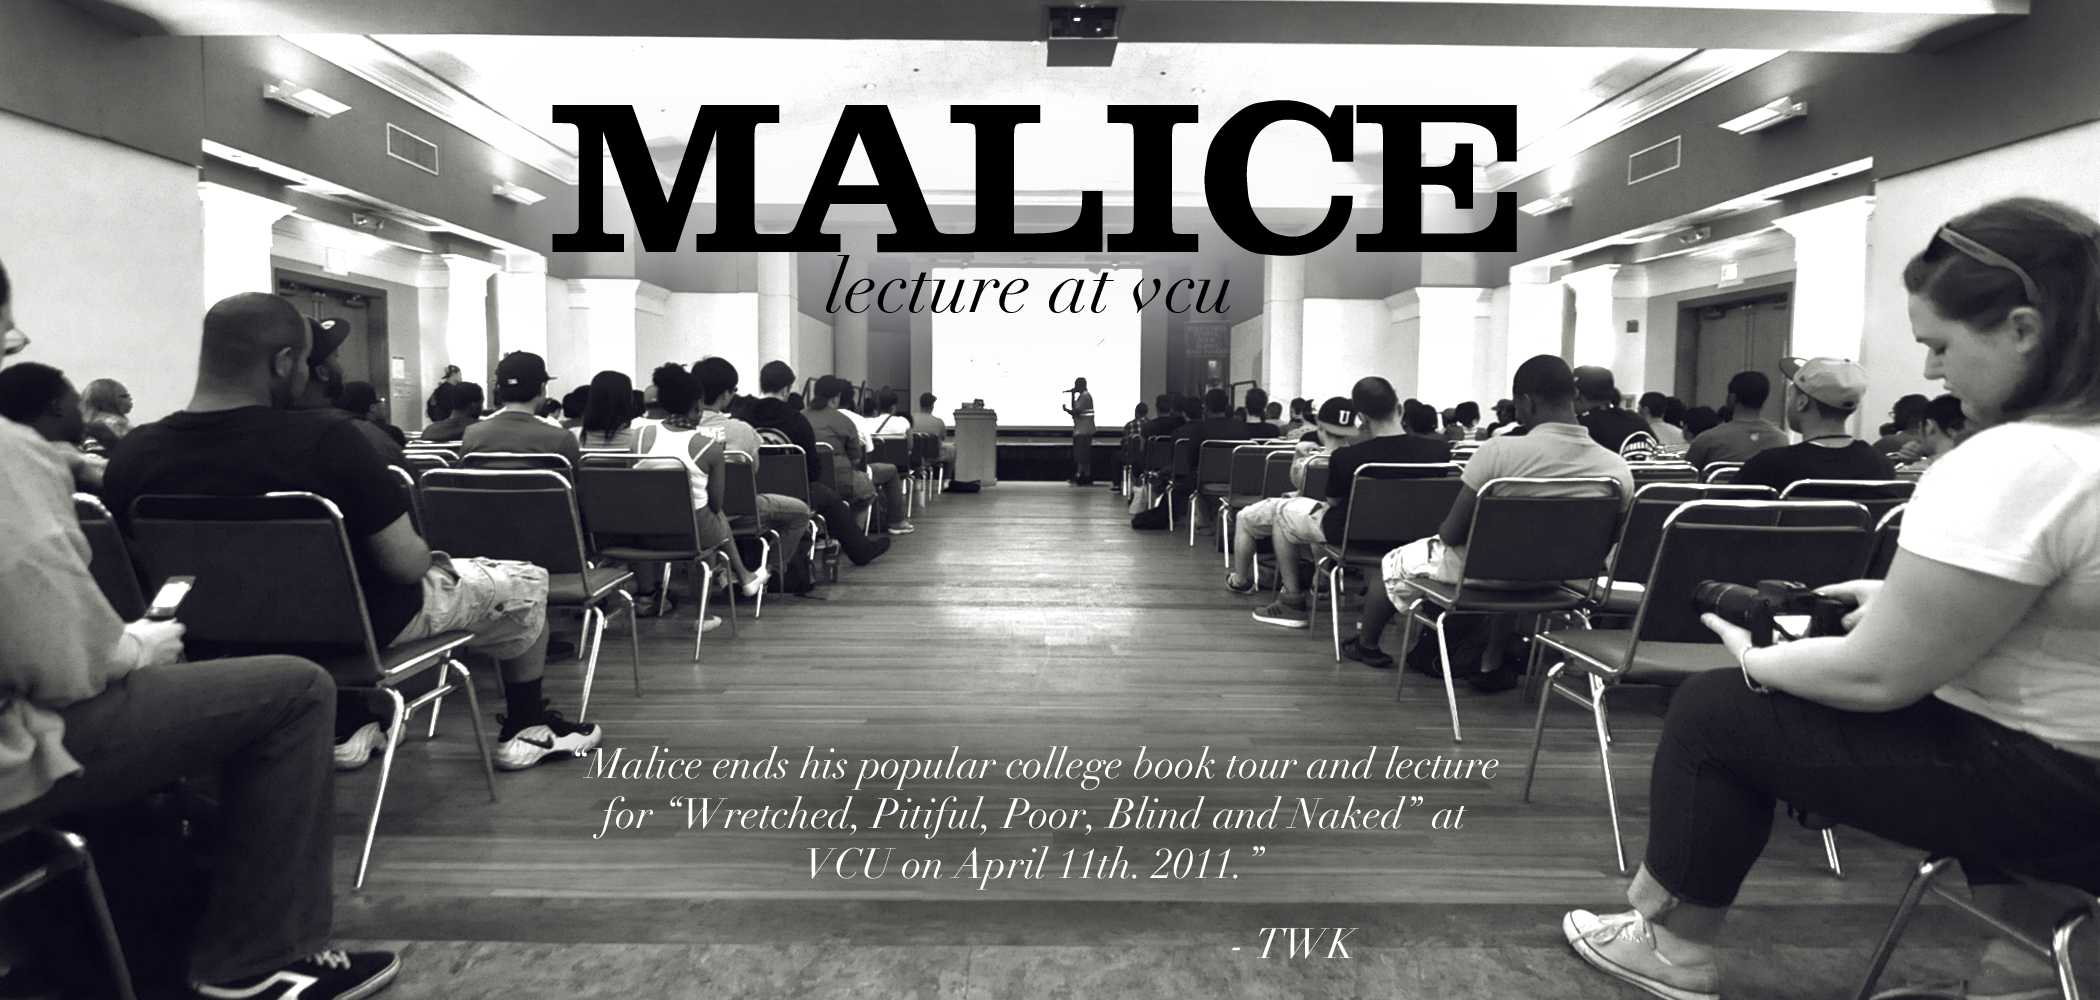 MALICE
lecture at vcu
U
“Malice ends his popular college book tour and lecture
for “Wretched, Pitiful, Poor, Blind and Naked” at
VCU on April 11th. 2011.”
- TWK